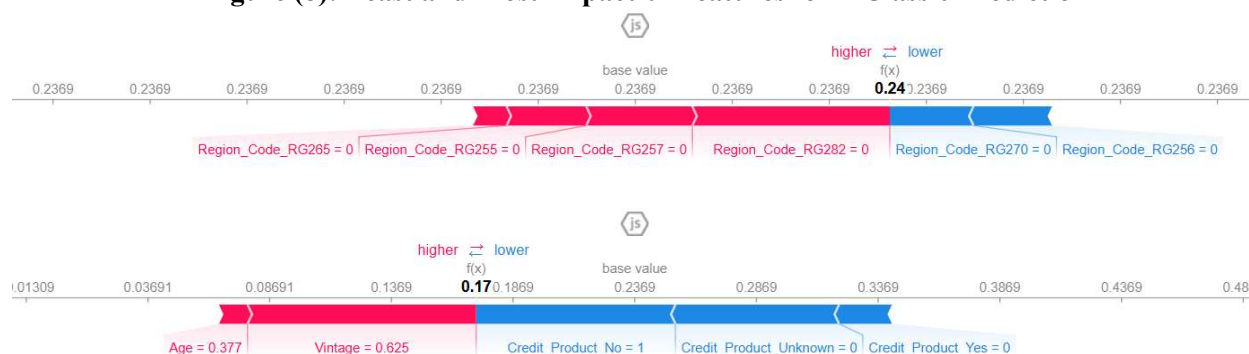 js
higher ⇄ lower
base value
f(x)
0.2369 0.2369 0.2369 0.2369 0.2369 0.2369 0.2369 0.2369 0.24 0.2369 0.2369 0.2369 0.2369
Region_Code_RG265 = 0 Region_Code_RG255 = 0 Region_Code_RG257 = 0 Region_Code_RG282 = 0 Region_Code_RG270 = 0 Region_Code_RG256 = 0
js
higher ⇄ lower
f(x)
base value
0.01309 0.03691 0.08691 0.1369 0.17 0.1869 0.2369 0.2869 0.3369 0.3869 0.4369
Age = 0.377 Vintage = 0.625 Credit_Product_No = 1 Credit_Product_Unknown = 0 Credit_Product_Yes = 0